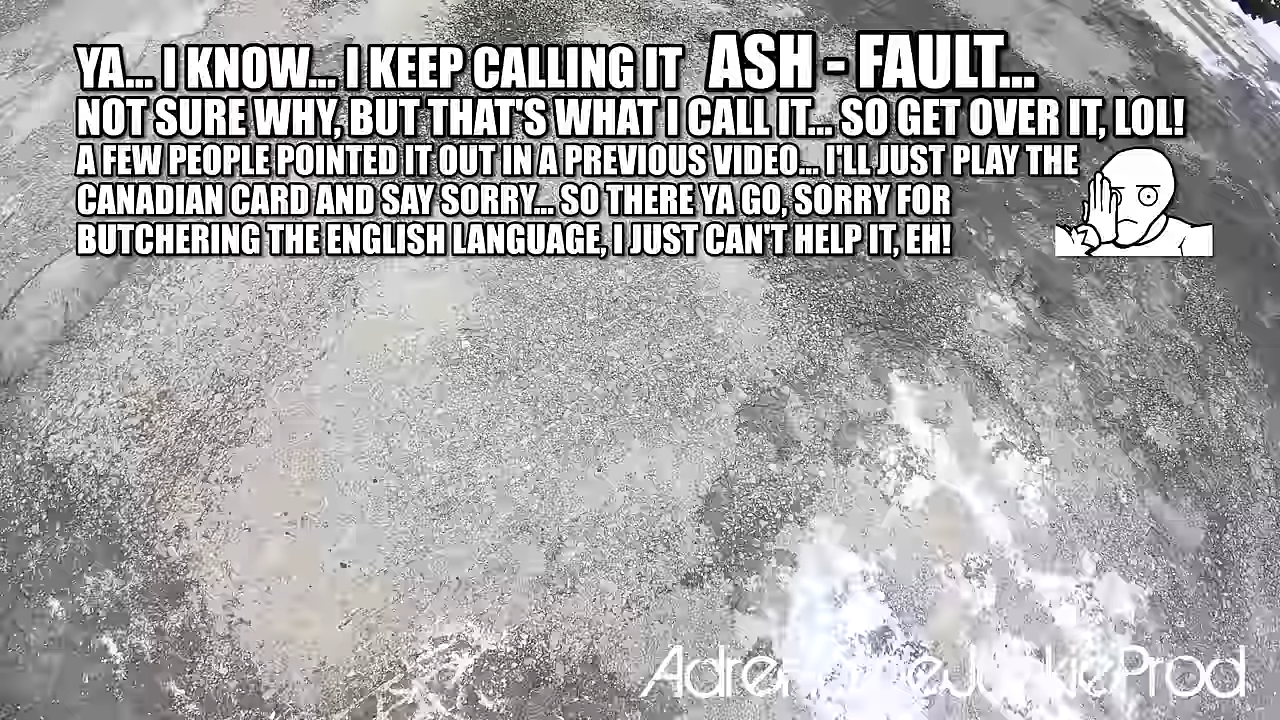 YA... I KNOW... I KEEP CALLING IT ASH - FAULT...
NOT SURE WHY, BUT THAT'S WHAT I CALL IT... SO GET OVER IT, LOL!
A FEW PEOPLE POINTED IT OUT IN A PREVIOUS VIDEO... I'LL JUST PLAY THE
CANADIAN CARD AND SAY SORRY... SO THERE YA GO, SORRY FOR
BUTCHERING THE ENGLISH LANGUAGE, I JUST CAN'T HELP IT, EH!
AdrenalineJunkieProd